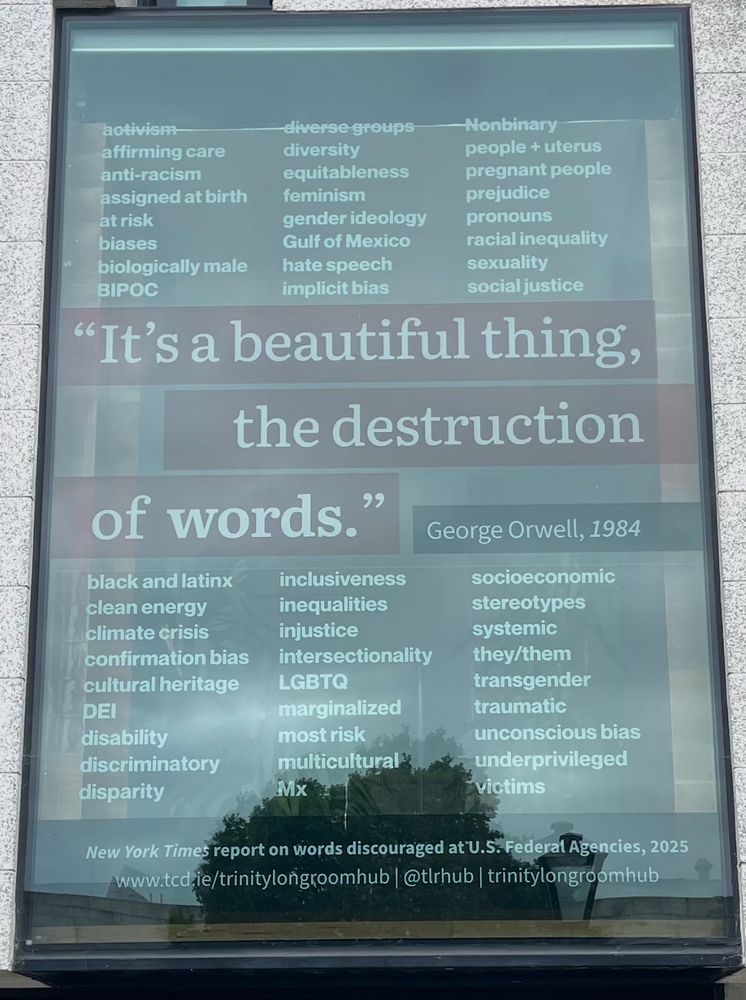 activism diverse groups Nonbinary
affirming care diversity people + uterus
anti-racism equitableness pregnant people
assigned at birth feminism prejudice
at risk gender ideology pronouns
biases Gulf of Mexico racial inequality
biologically male hate speech sexuality
BIPOC implicit bias social justice
“It’s a beautiful thing,
the destruction
of words.” George Orwell, 1984
black and latinx inclusiveness socioeconomic
clean energy inequalities stereotypes
climate crisis injustice systemic
confirmation bias intersectionality they/them
cultural heritage LGBTQ transgender
DEI marginalized traumatic
disability most risk unconscious bias
discriminatory multicultural underprivileged
disparity Mx victims
New York Times report on words discouraged at U.S. Federal Agencies, 2025
www.tcd.ie/trinitylongroomhub | @tlrhub | trinitylongroomhub